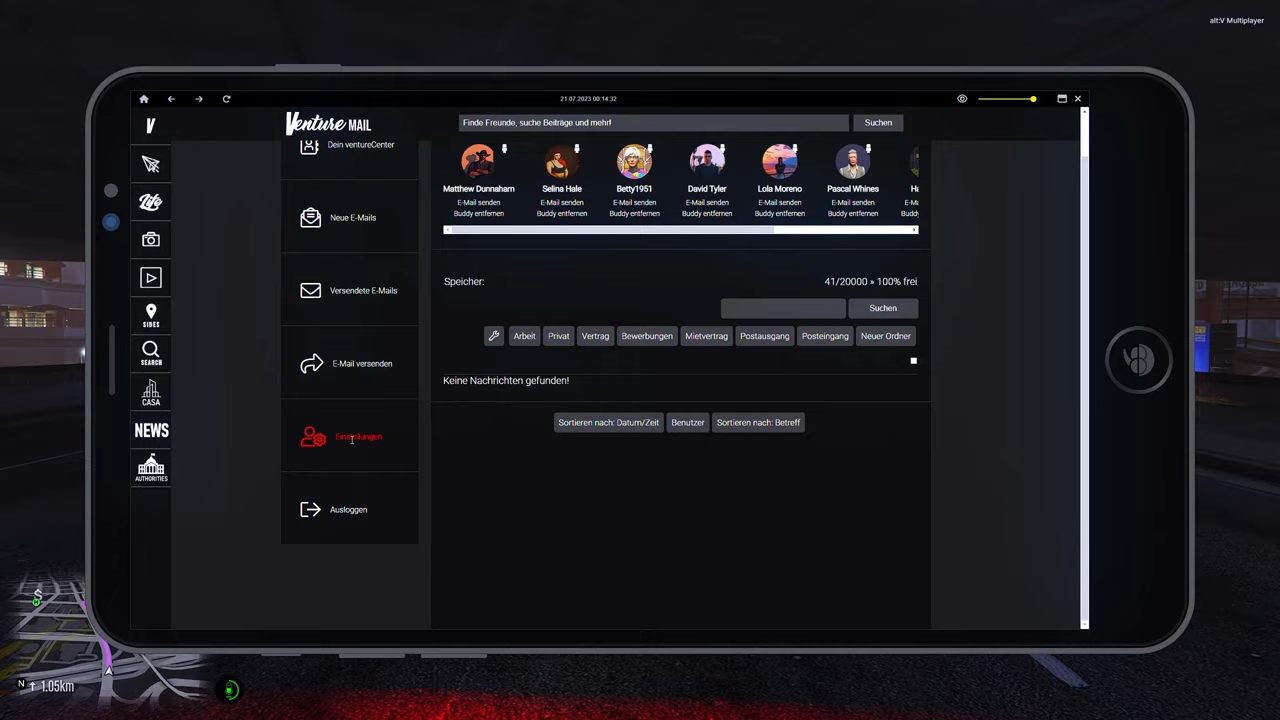 alt:V Multiplayer
21.07.2023 00:14:32
V
Venture MAIL
Finde Freunde, suche Beiträge und mehr!
Suchen
Dein ventureCenter
Life
Matthew Dunnaham
Selina Hale
Betty1951
David Tyler
Lola Moreno
Pascal Whines
E-Mail senden
E-Mail senden
E-Mail senden
E-Mail senden
E-Mail senden
E-Mail senden
Buddy entfernen
Buddy entfernen
Buddy entfernen
Buddy entfernen
Buddy entfernen
Buddy entfernen
Neue E-Mails
Versendete E-Mails
E-Mail versenden
Einstellungen
Ausloggen
SIDES
SEARCH
CASA
NEWS
AUTHORITIES
Speicher:
41/20000 » 100% frei
Suchen
Arbeit
Privat
Vertrag
Bewerbungen
Mietvertrag
Postausgang
Posteingang
Neuer Ordner
Keine Nachrichten gefunden!
Sortieren nach: Datum/Zeit
Benutzer
Sortieren nach: Betreff
N
1.05km